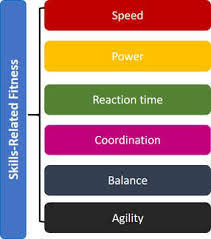 Skills-Related Fitness
Speed
Power
Reaction time
Coordination
Balance
Agility